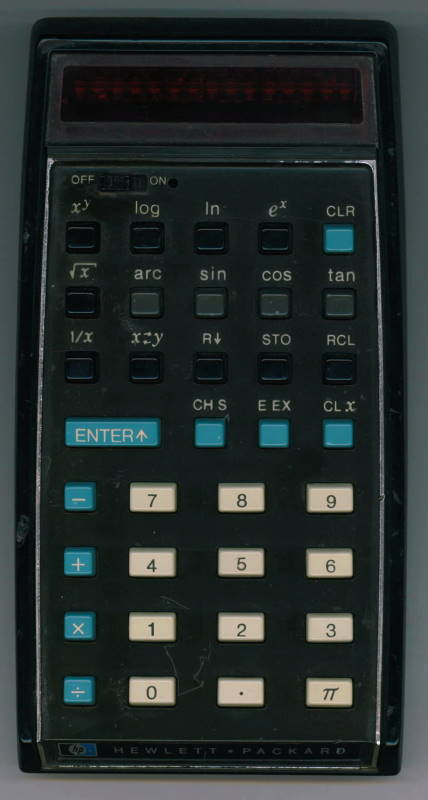 OFF ON
xʸ log ln eˣ CLR
√x arc sin cos tan
1/x x⇄y R↓ STO RCL
CH S E EX CL x
ENTER↑
− 7 8 9
+ 4 5 6
× 1 2 3
÷ 0 · π
hp HEWLETT • PACKARD